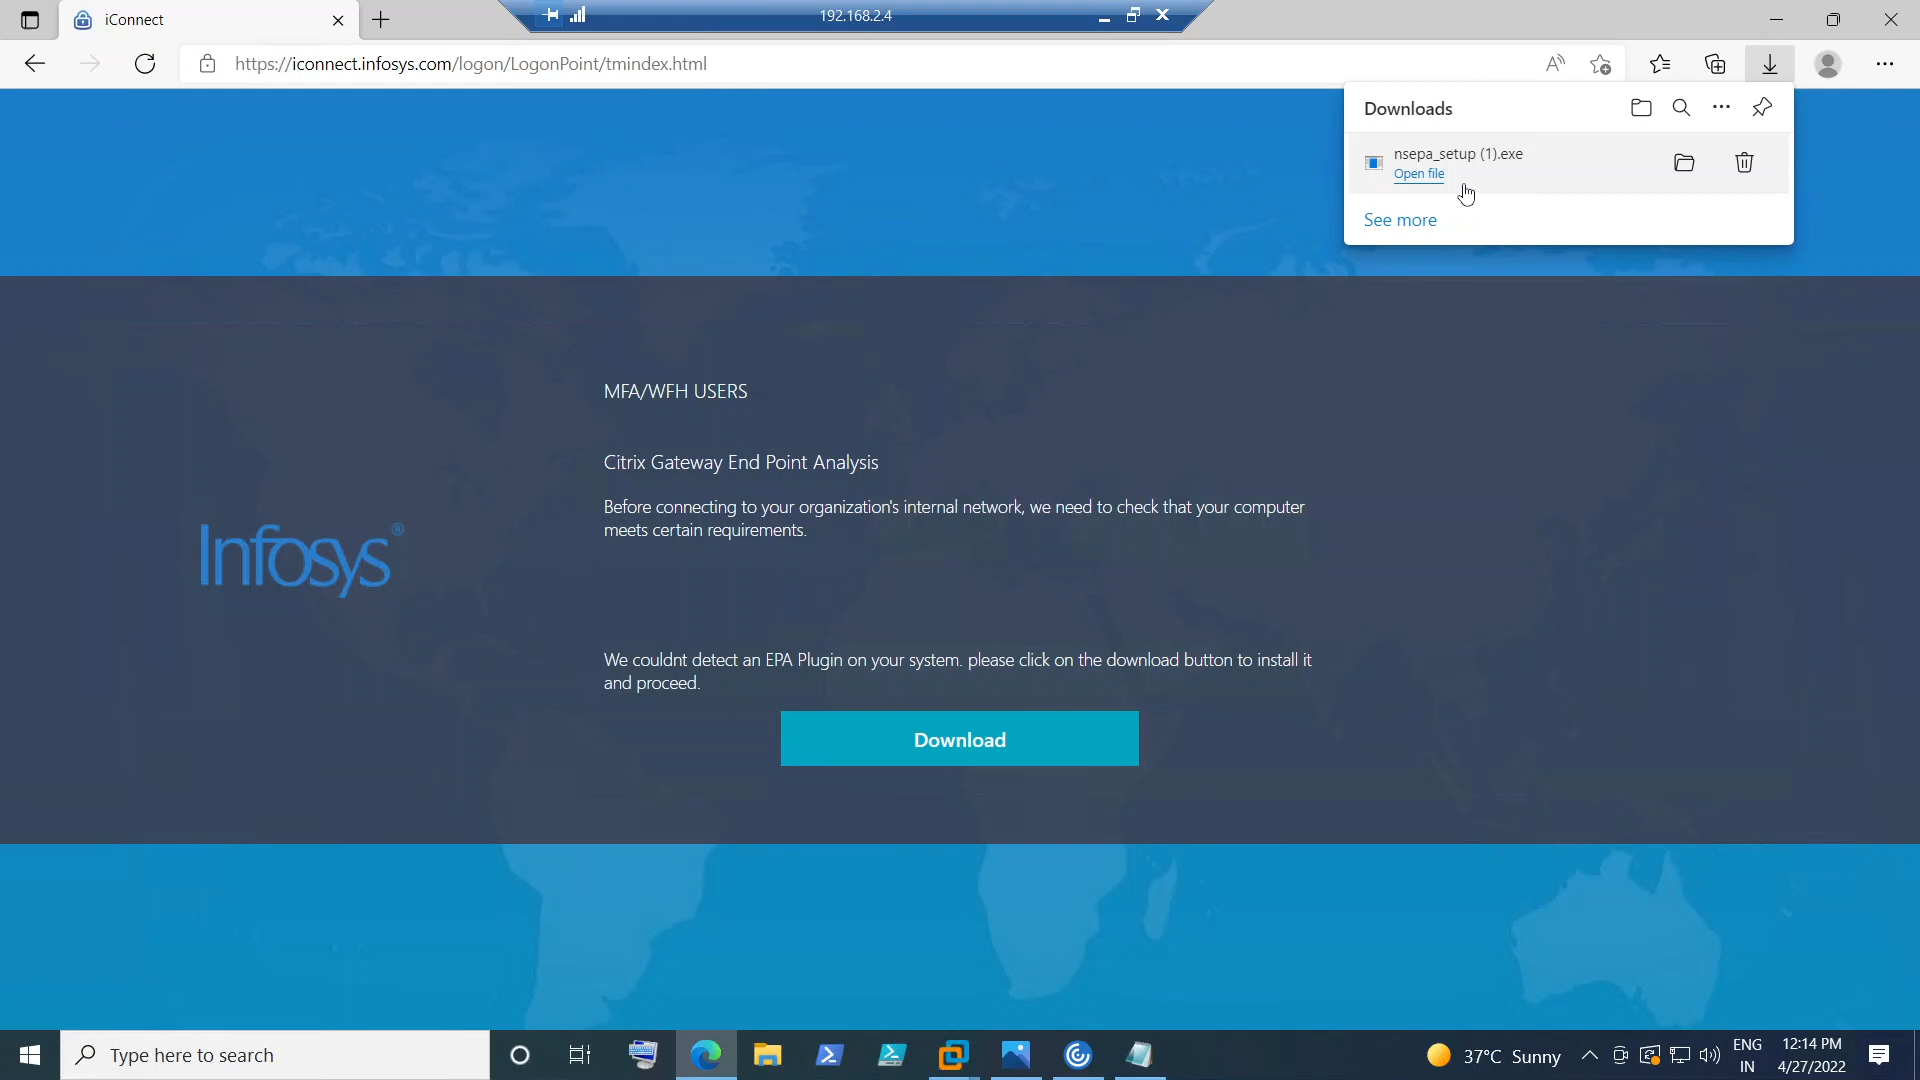 iConnect
192.168.2.4
https://iconnect.infosys.com/logon/LogonPoint/tmindex.html
Downloads
nsepa_setup (1).exe
Open file
See more
MFA/WFH USERS
Citrix Gateway End Point Analysis
Before connecting to your organization's internal network, we need to check that your computer
meets certain requirements.
Infosys®
We couldnt detect an EPA Plugin on your system. please click on the download button to install it
and proceed.
Download
Type here to search
37°C Sunny
ENG
IN
12:14 PM
4/27/2022